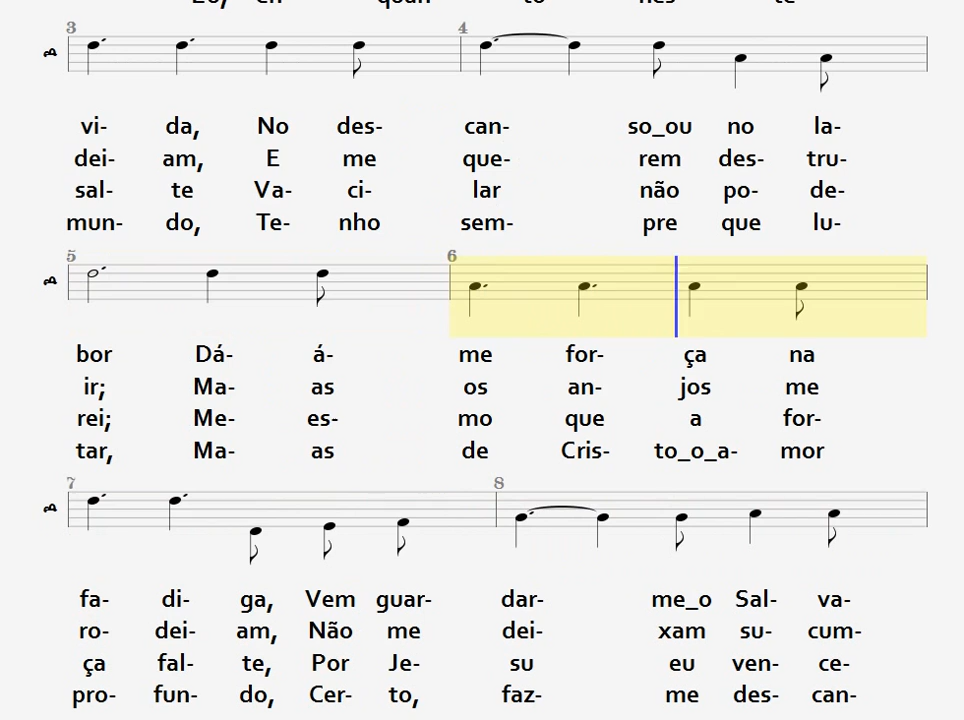 3 4
A
vi- da, No des- can- so_ou no la-
dei- am, E me que- rem des- tru-
sal- te Va- ci- lar não po- de-
mun- do, Te- nho sem- pre que lu-
5 6
A
bor Dá- á- me for- ça na
ir; Ma- as os an- jos me
rei; Me- es- mo que a for-
tar, Ma- as de Cris- to_o_a- mor
7 8
A
fa- di- ga, Vem guar- dar- me_o Sal- va-
ro- dei- am, Não me dei- xam su- cum-
ça fal- te, Por Je- su eu ven- ce-
pro- fun- do, Cer- to, faz- me des- can-